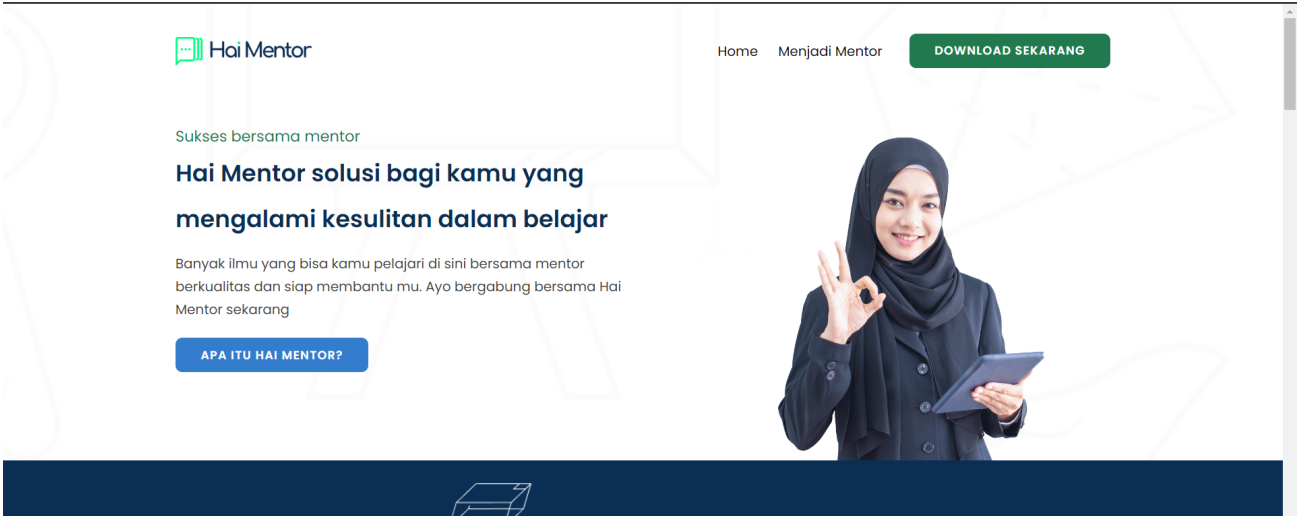 Hai Mentor
Home
Menjadi Mentor
DOWNLOAD SEKARANG
Sukses bersama mentor
Hai Mentor solusi bagi kamu yang
mengalami kesulitan dalam belajar
Banyak ilmu yang bisa kamu pelajari di sini bersama mentor
berkualitas dan siap membantu mu. Ayo bergabung bersama Hai
Mentor sekarang
APA ITU HAI MENTOR?